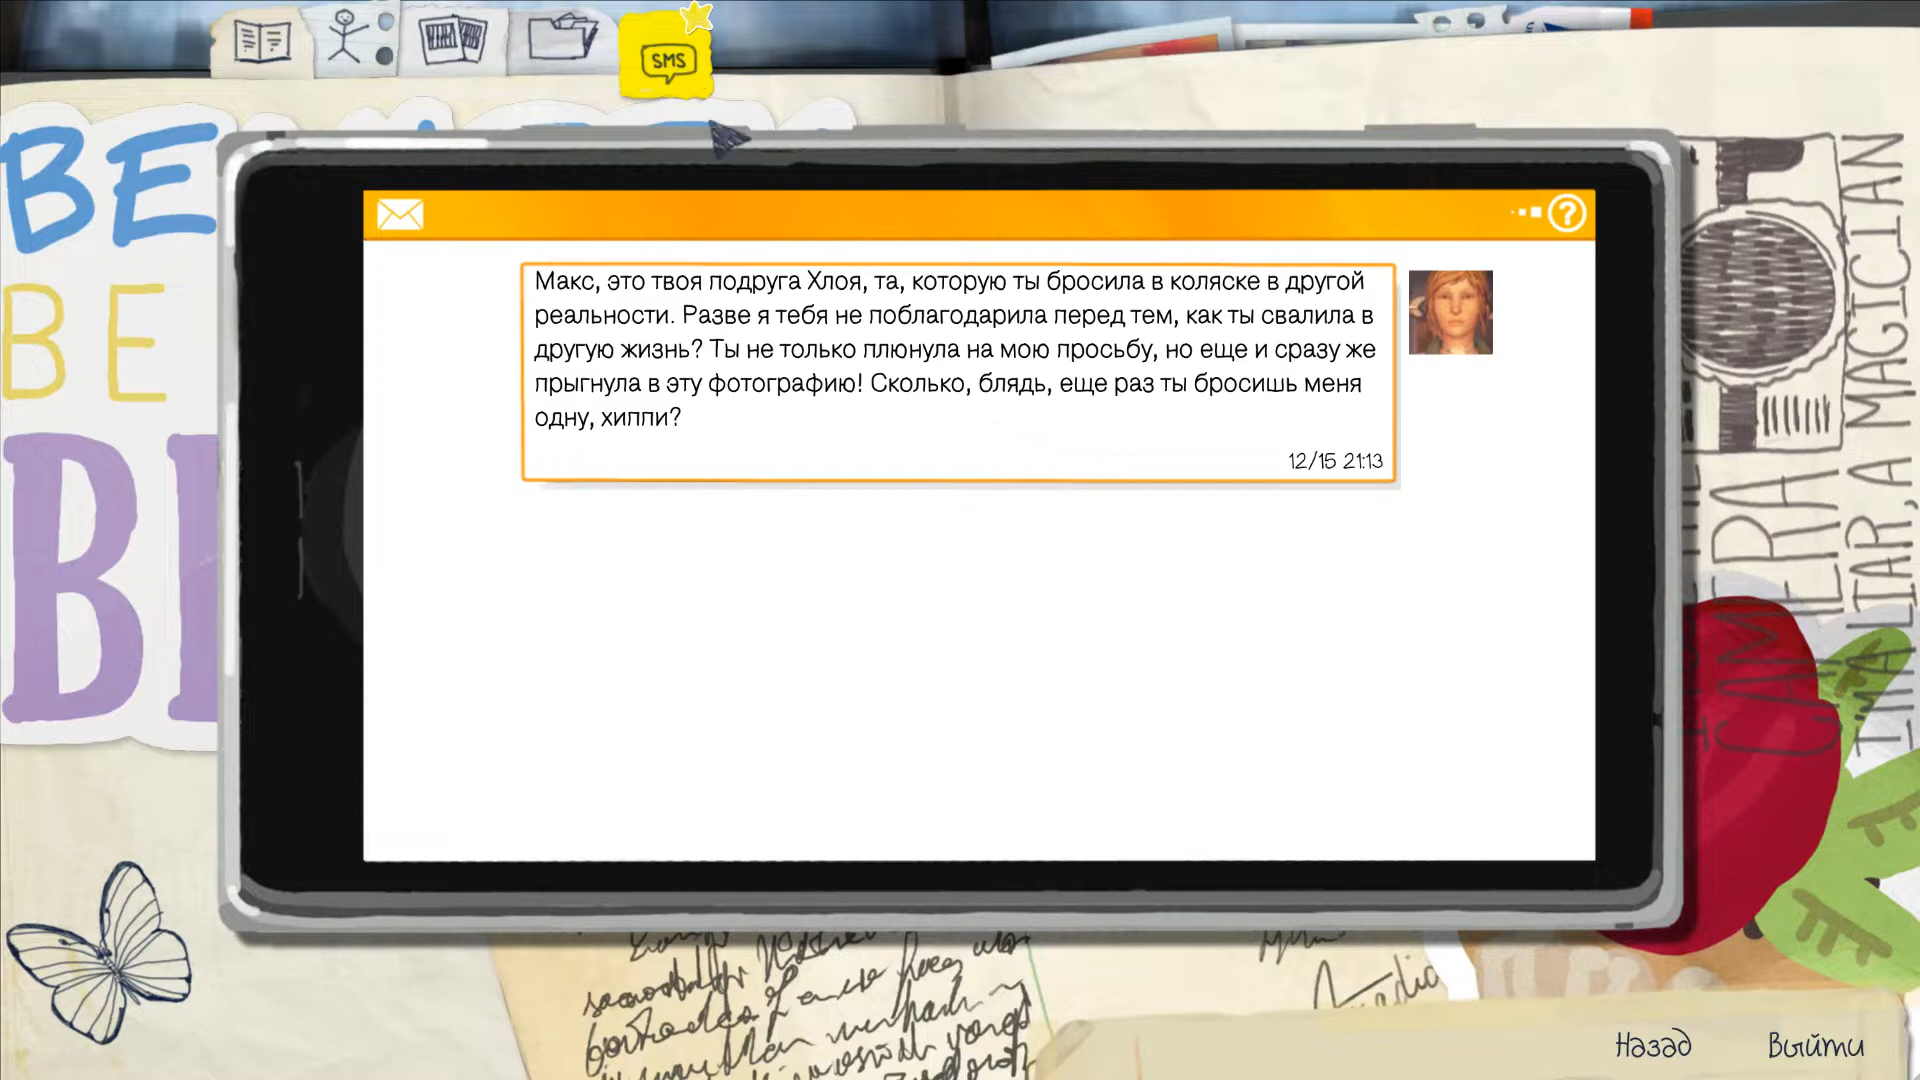 SMS
BE
BE
Макс, это твоя подруга Хлоя, та, которую ты бросила в коляске в другой
реальности. Разве я тебя не поблагодарила перед тем, как ты свалила в
другую жизнь? Ты не только плюнула на мою просьбу, но еще и сразу же
прыгнула в эту фотографию! Сколько, блядь, еще раз ты бросишь меня
одну, хиппи?
12/15 21:13
CAMERA
LIAR, A MAGICIAN
Назад
Выйти